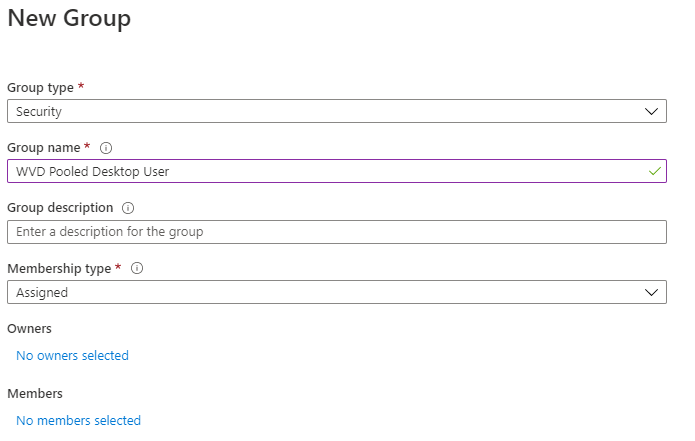 New Group
Group type *
Security
Group name *
WVD Pooled Desktop User
Group description
Enter a description for the group
Membership type *
Assigned
Owners
No owners selected
Members
No members selected